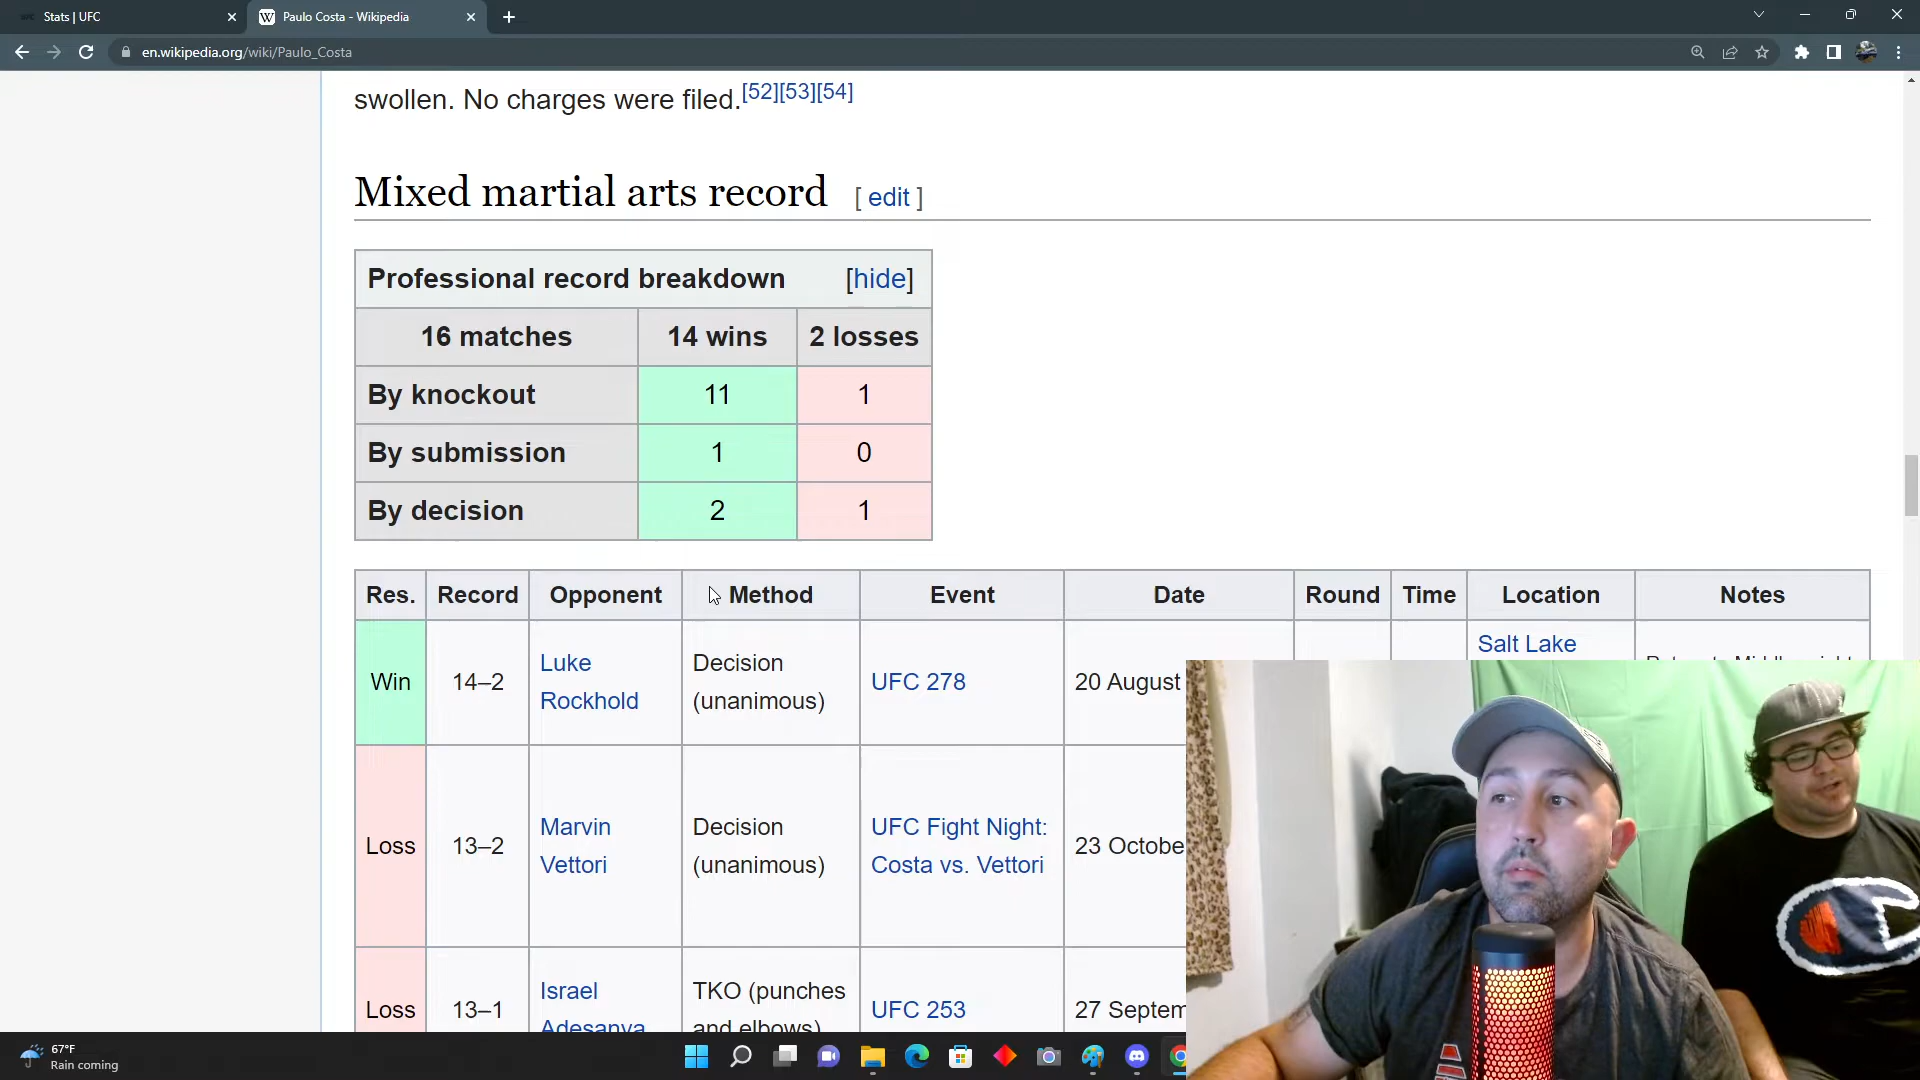 Stats | UFC
Paulo Costa - Wikipedia
en.wikipedia.org/wiki/Paulo_Costa
swollen. No charges were filed.[52][53][54]
Mixed martial arts record [ edit ]
Professional record breakdown [hide]
16 matches 14 wins 2 losses
By knockout 11 1
By submission 1 0
By decision 2 1
Res. Record Opponent Method Event Date Round Time Location Notes
Win 14–2 Luke Rockhold Decision (unanimous) UFC 278 20 August Salt Lake
Loss 13–2 Marvin Vettori Decision (unanimous) UFC Fight Night: Costa vs. Vettori 23 Octobe
Loss 13–1 Israel Adesanya TKO (punches and elbows) UFC 253 27 Septem
67°F
Rain coming